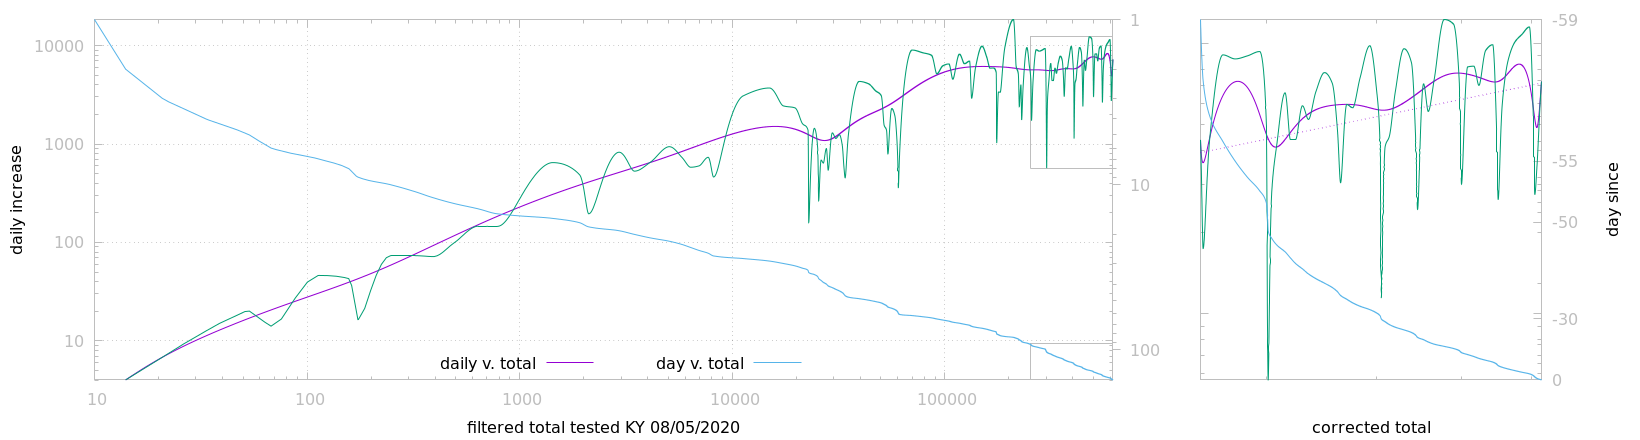 10000
1000
100
10
daily increase
10
100
1000
10000
100000
filtered total tested KY 08/05/2020
daily v. total
day v. total
1
10
100
-59
-55
-50
-30
0
day since
corrected total